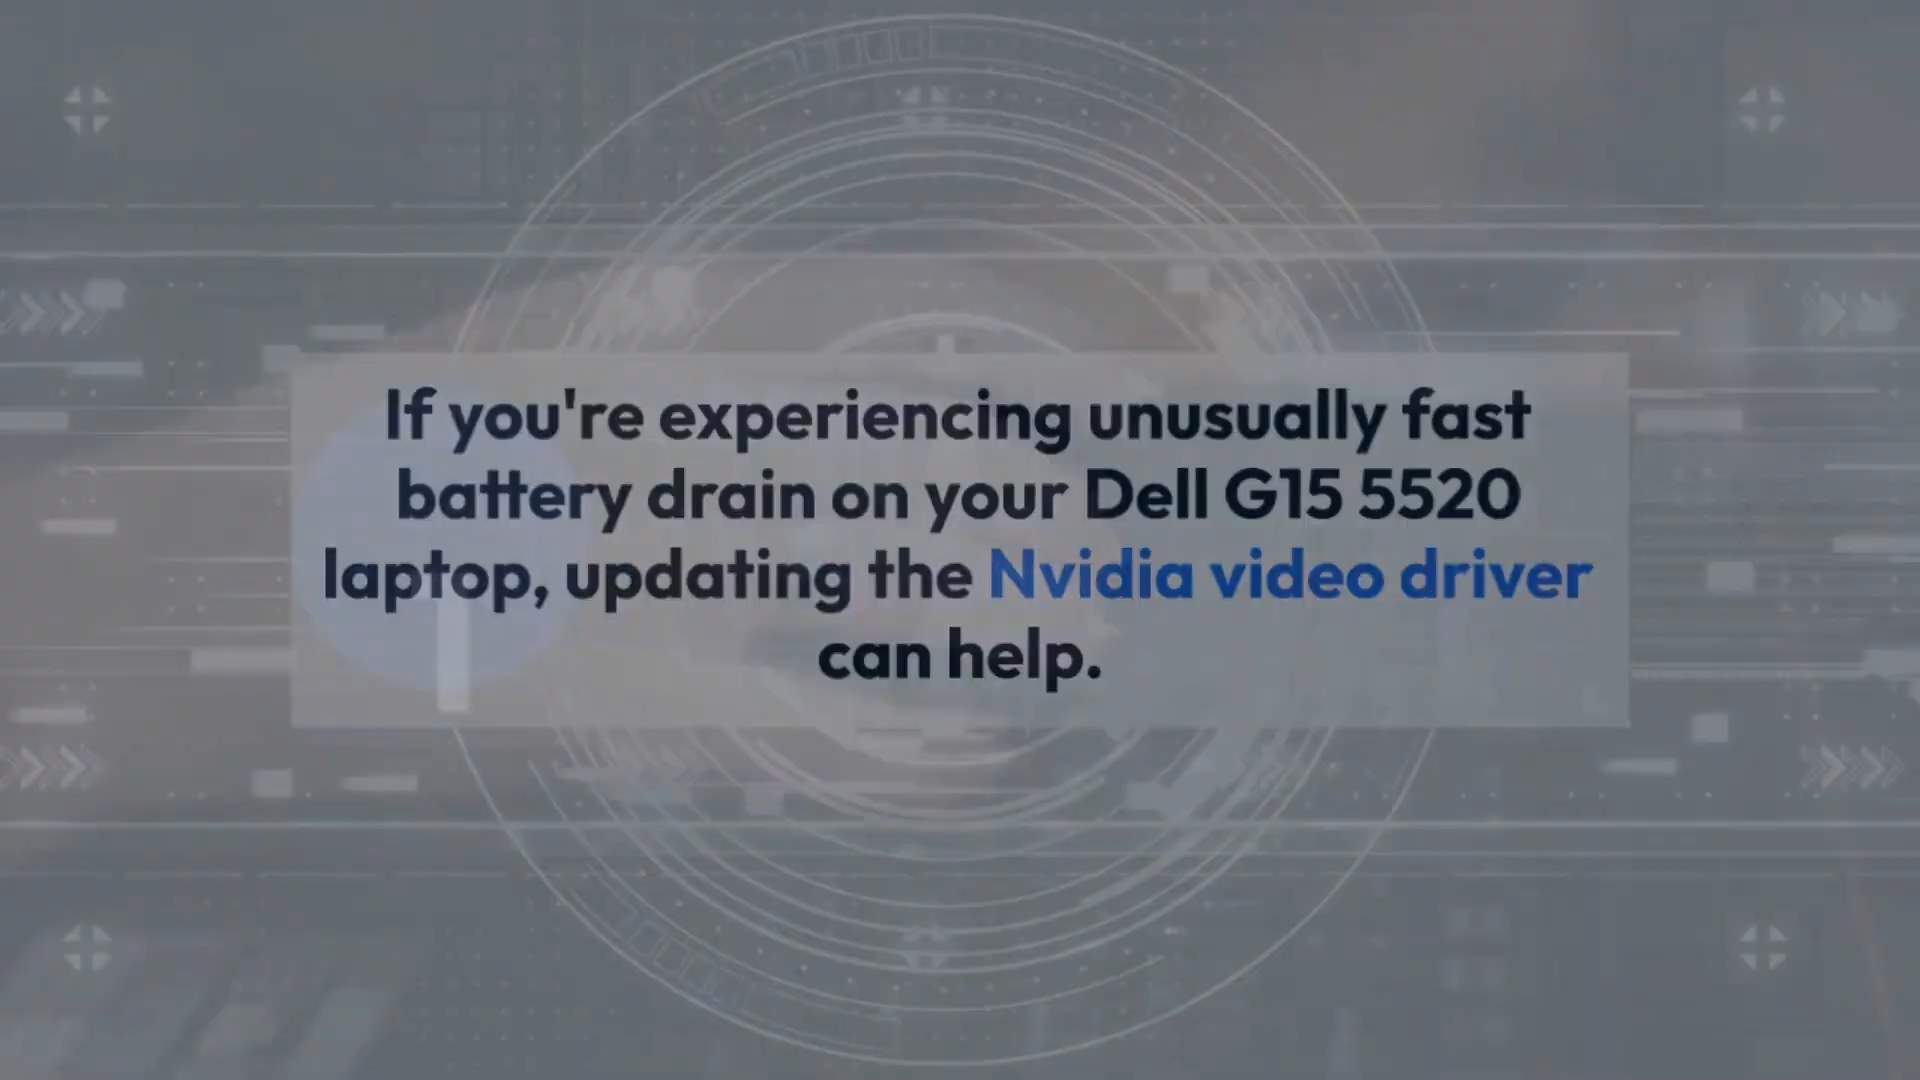 If you're experiencing unusually fast
battery drain on your Dell G15 5520
laptop, updating the Nvidia video driver
can help.